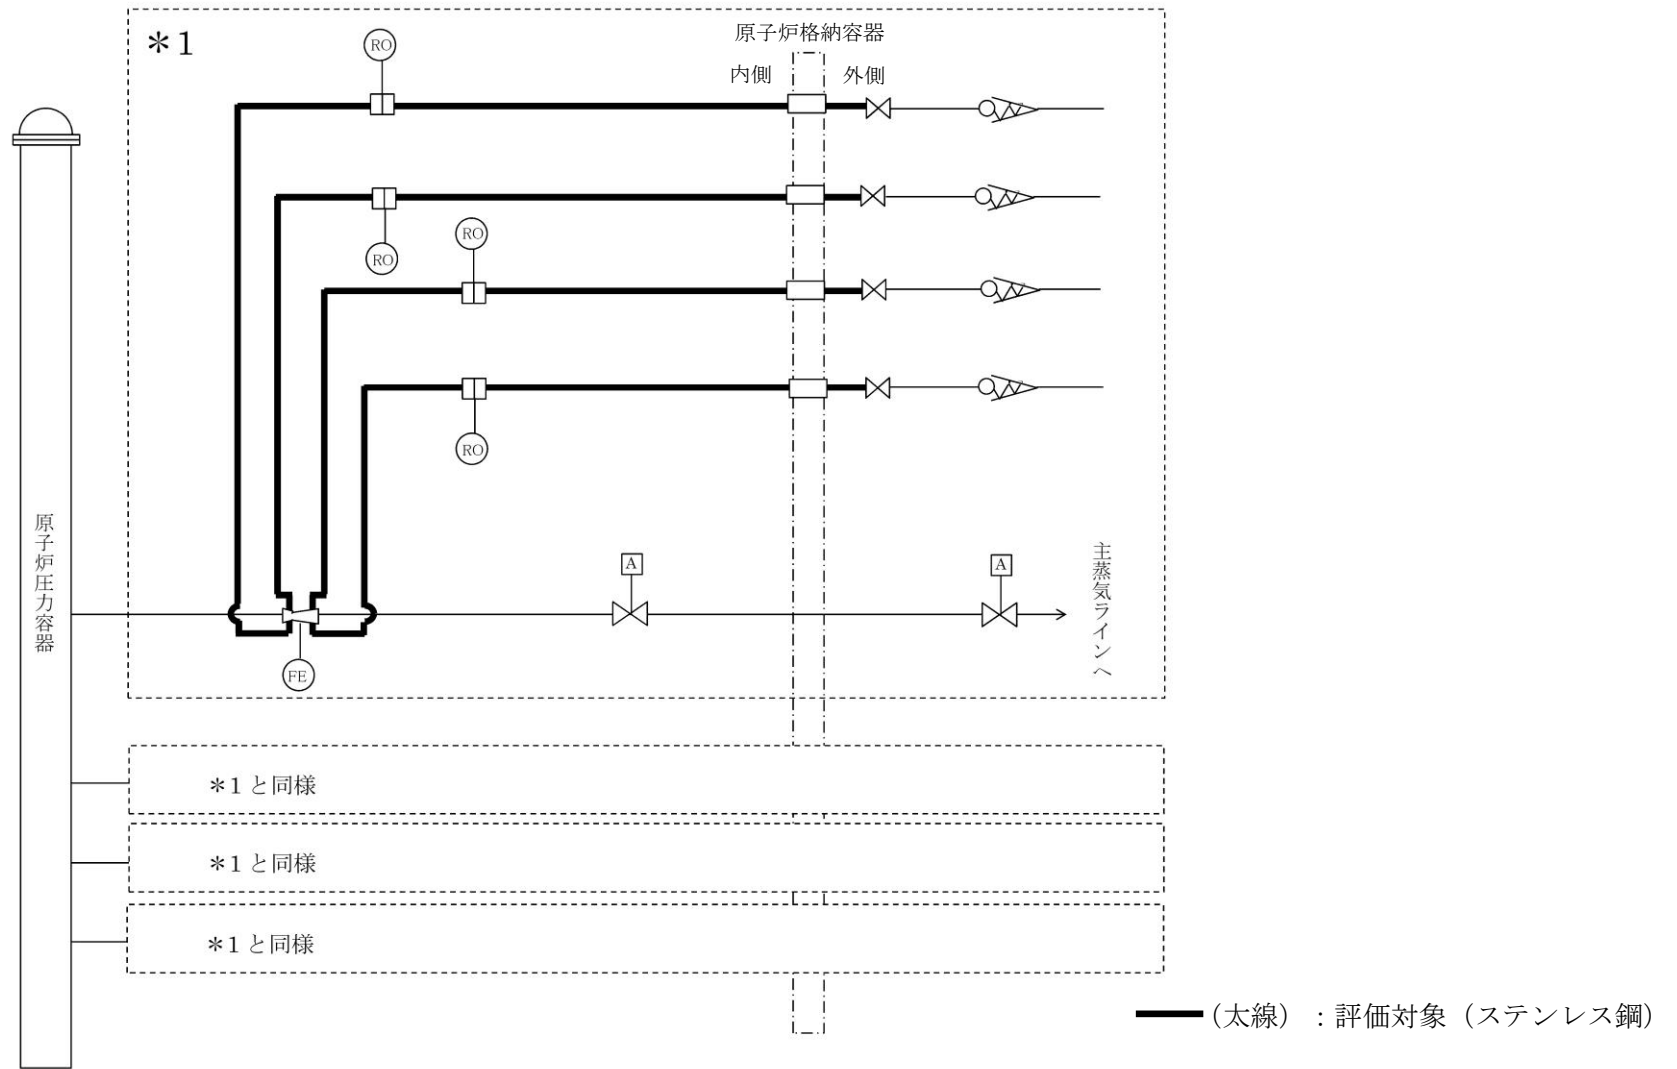 ＊1
原子炉格納容器
内側
外側
RO
RO
RO
RO
A
A
FE
原子炉圧力容器
主蒸気ラインへ
＊1と同様
＊1と同様
＊1と同様
(太線）：評価対象（ステンレス鋼）